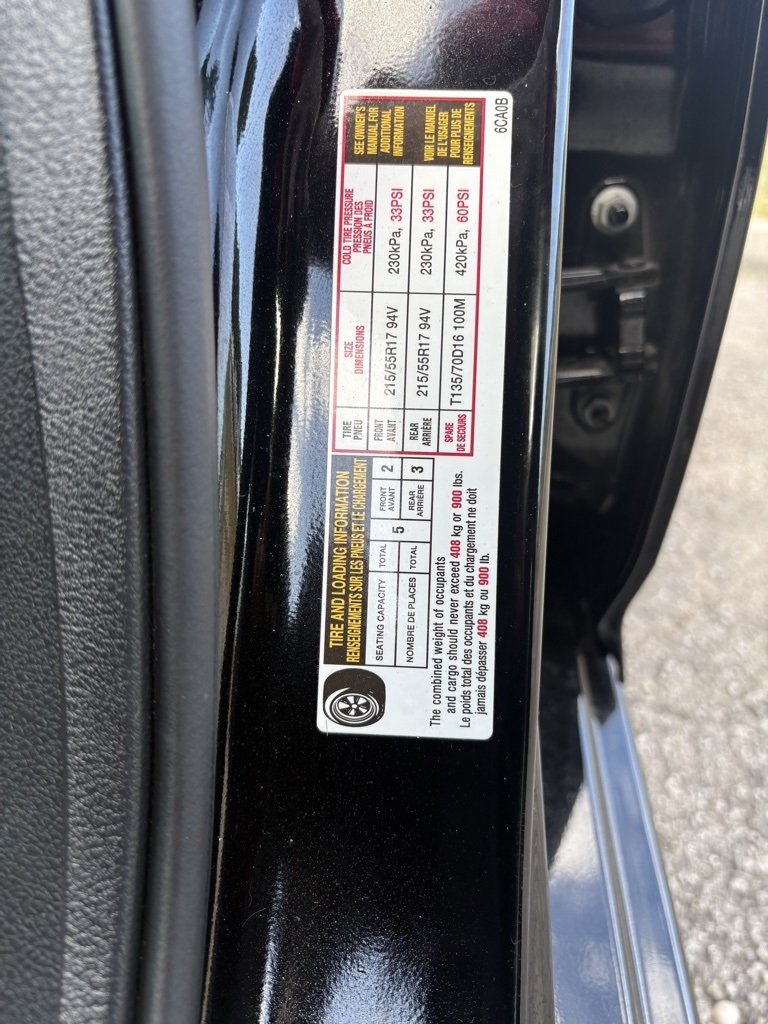 TIRE AND LOADING INFORMATION
RENSEIGNEMENTS SUR LES PNEUS ET LE CHARGEMENT
SEATING CAPACITY TOTAL 5 FRONT AVANT 2
NOMBRE DE PLACES TOTAL REAR ARRIÈRE 3
The combined weight of occupants
and cargo should never exceed 408 kg or 900 lbs.
Le poids total des occupants et du chargement ne doit
jamais dépasser 408 kg ou 900 lb.
TIRE PNEU
SIZE DIMENSIONS
COLD TIRE PRESSURE
PRESSION DES
PNEUS À FROID
FRONT AVANT 215/55R17 94V 230kPa, 33PSI
REAR ARRIÈRE 215/55R17 94V 230kPa, 33PSI
SPARE DE SECOURS T135/70D16 100M 420kPa, 60PSI
SEE OWNER'S
MANUAL FOR
ADDITIONAL
INFORMATION
VOIR LE MANUEL
DE L'USAGER
POUR PLUS DE
RENSEIGNEMENTS
6CA0B